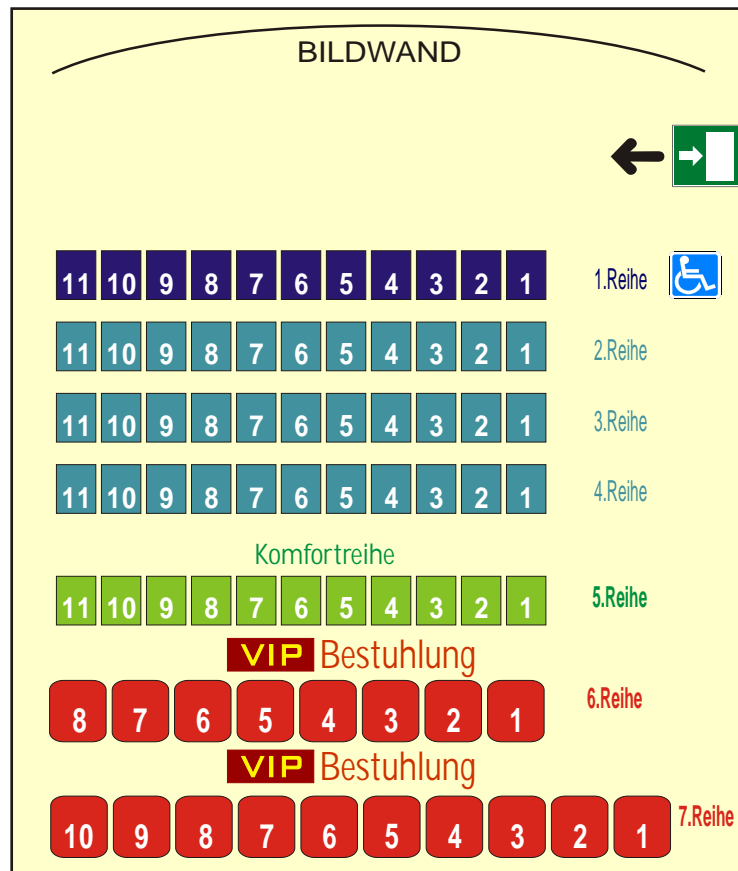 BILDWAND
11 10 9 8 7 6 5 4 3 2 1 1.Reihe
11 10 9 8 7 6 5 4 3 2 1 2.Reihe
11 10 9 8 7 6 5 4 3 2 1 3.Reihe
11 10 9 8 7 6 5 4 3 2 1 4.Reihe
Komfortreihe
11 10 9 8 7 6 5 4 3 2 1 5.Reihe
VIP Bestuhlung
8 7 6 5 4 3 2 1 6.Reihe
VIP Bestuhlung
10 9 8 7 6 5 4 3 2 1 7.Reihe